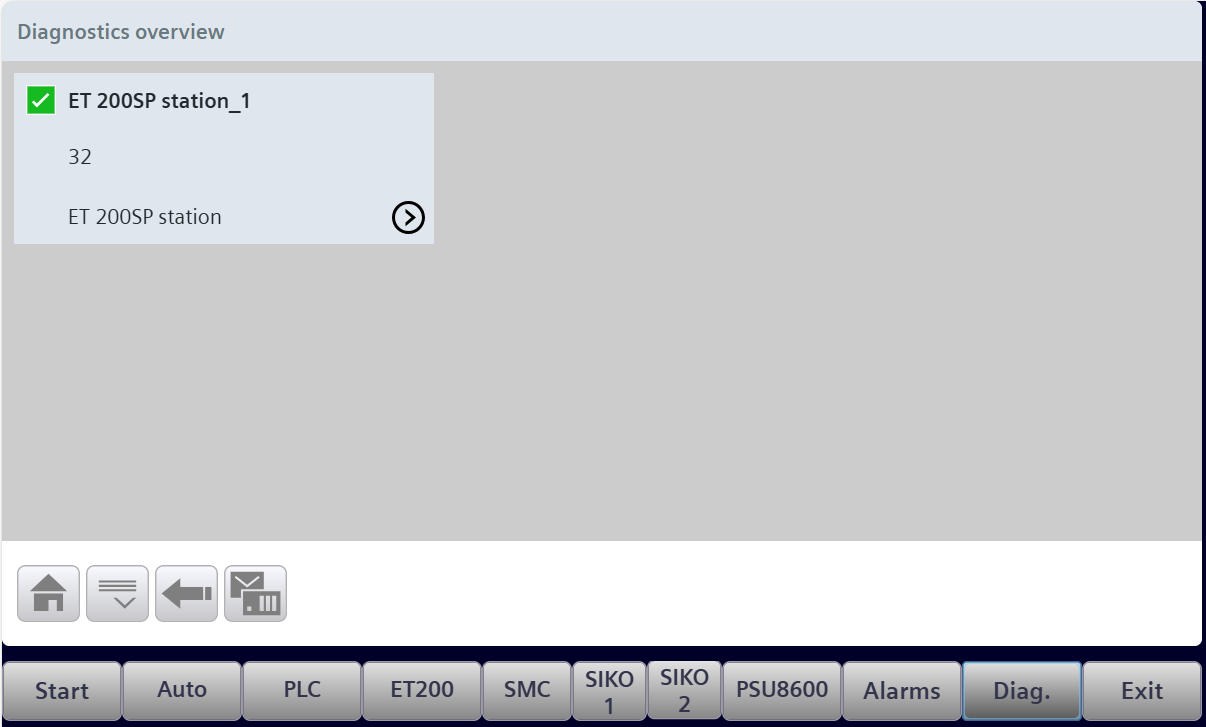 Diagnostics overview
ET 200SP station_1
32
ET 200SP station
Start
Auto
PLC
ET200
SMC
SIKO
1
SIKO
2
PSU8600
Alarms
Diag.
Exit